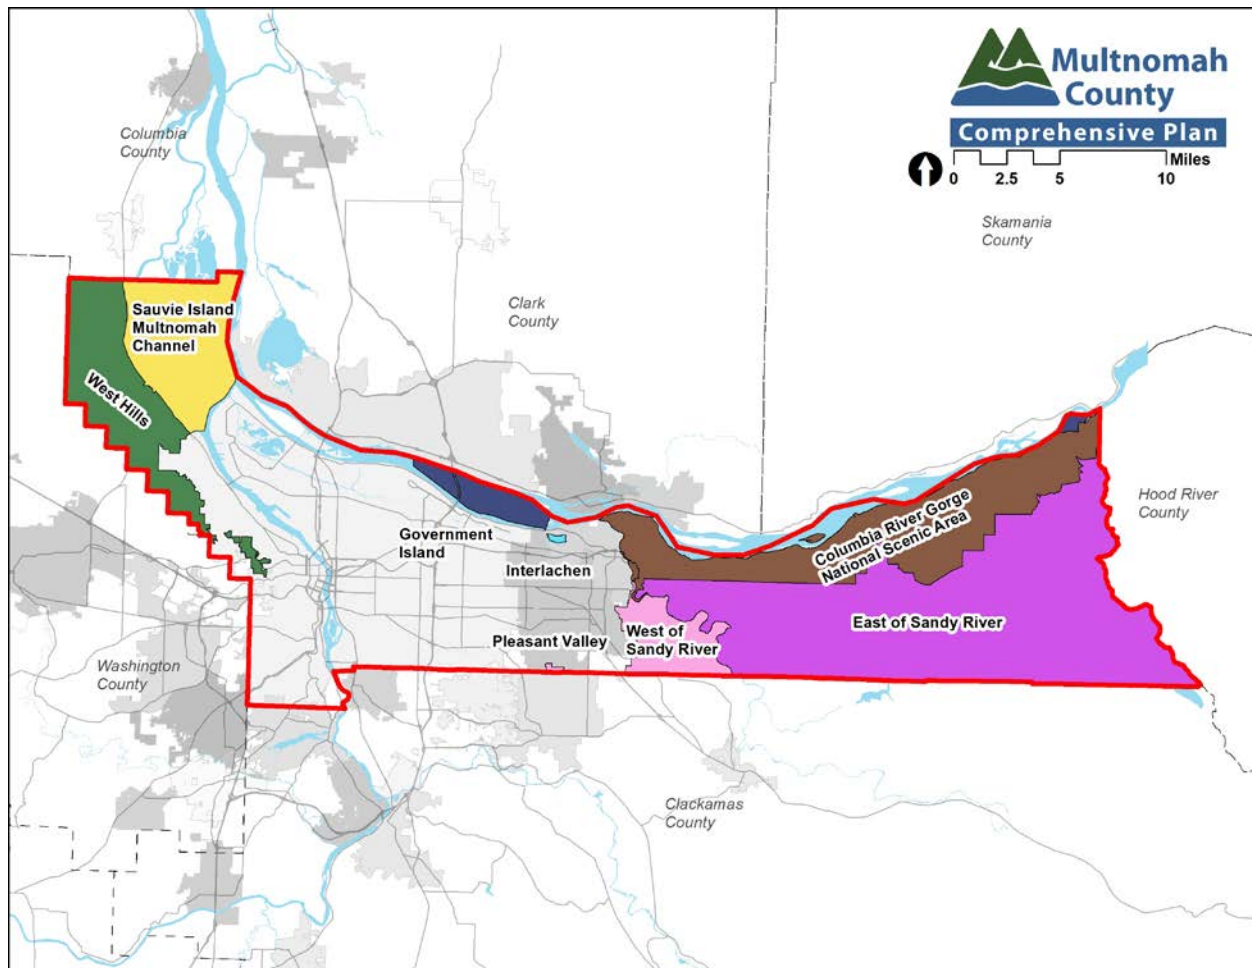 Multnomah
County
Comprehensive Plan
Miles
0 2.5 5 10
Columbia
County
Skamania
County
Sauvie Island
Multnomah
Channel
Clark
County
West Hills
Hood River
County
Columbia River Gorge
National Scenic Area
Government
Island
Interlachen
East of Sandy River
West of
Sandy River
Pleasant Valley
Washington
County
Clackamas
County